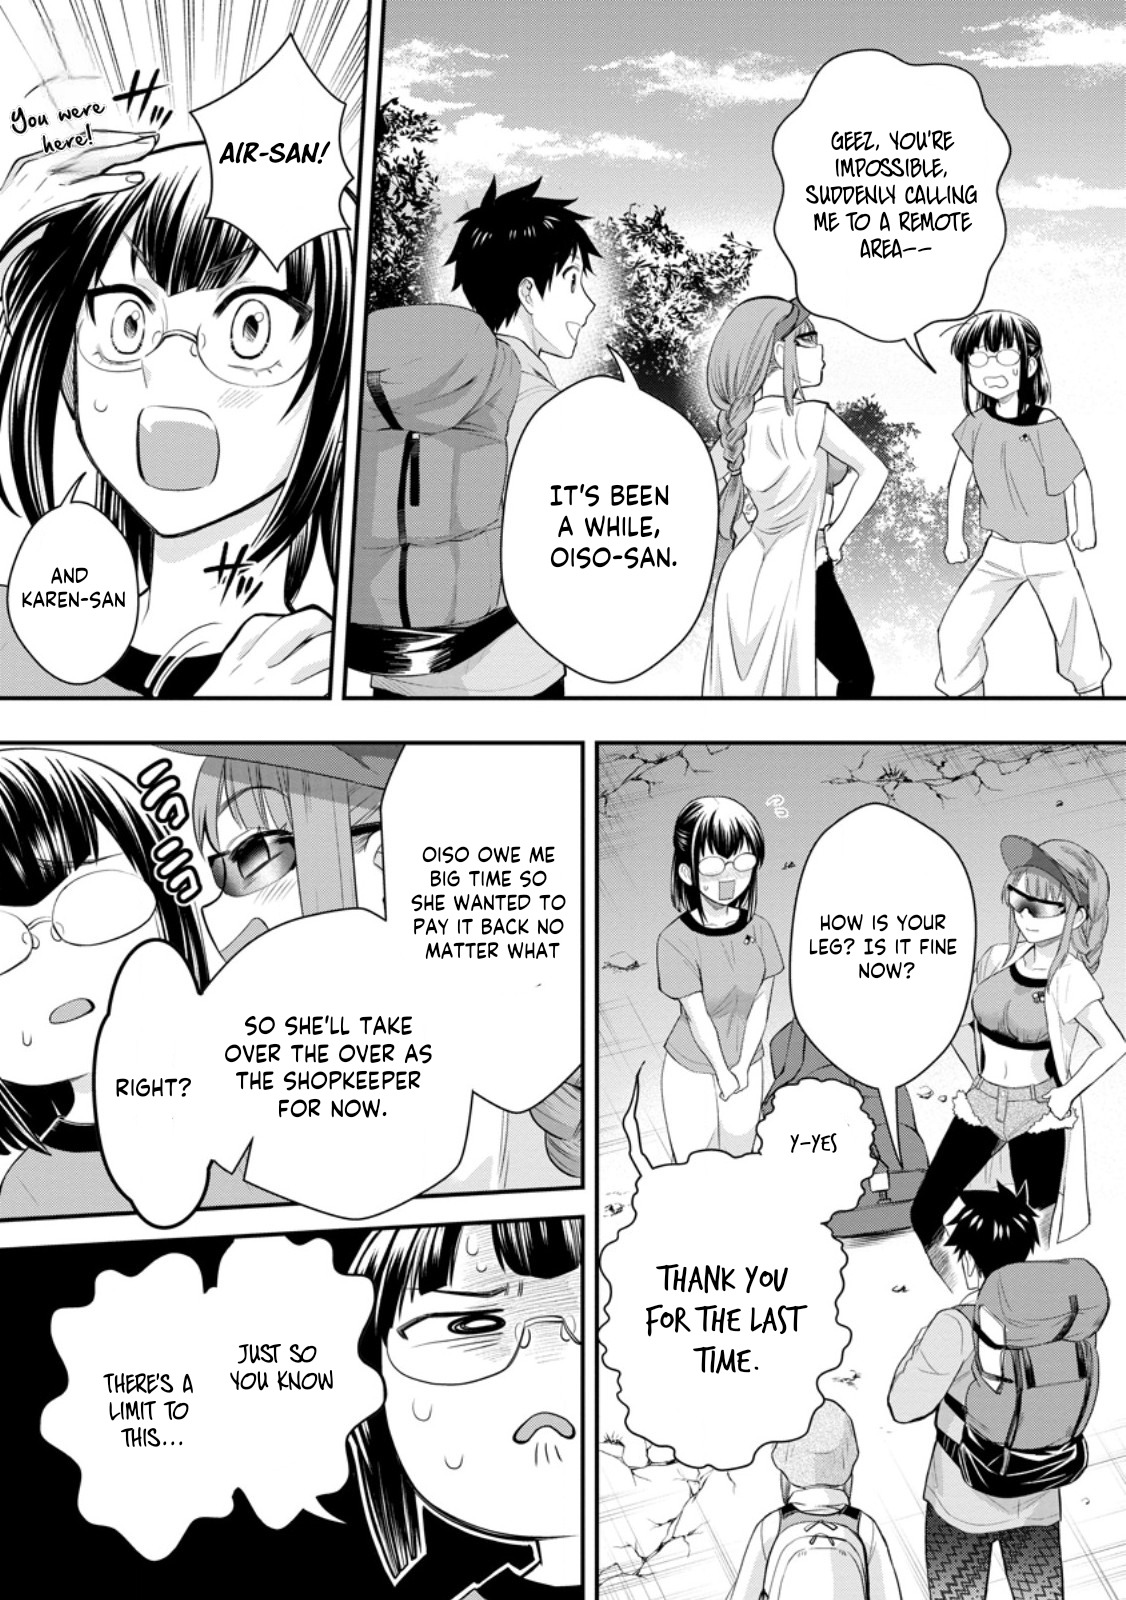 GEEZ, YOU'RE
IMPOSSIBLE,
SUDDENLY CALLING
ME TO A REMOTE
AREA--
IT'S BEEN
A WHILE,
OISO-SAN.
AIR-SAN!
You were
here!
AND
KAREN-SAN
HOW IS YOUR
LEG? IS IT FINE
NOW?
Y-YES
THANK YOU
FOR THE LAST
TIME.
OISO OWE ME
BIG TIME SO
SHE WANTED TO
PAY IT BACK NO
MATTER WHAT
SO SHE'LL TAKE
OVER THE OVER AS
THE SHOPKEEPER
FOR NOW.
RIGHT?
JUST SO
YOU KNOW
THERE'S A
LIMIT TO
THIS...